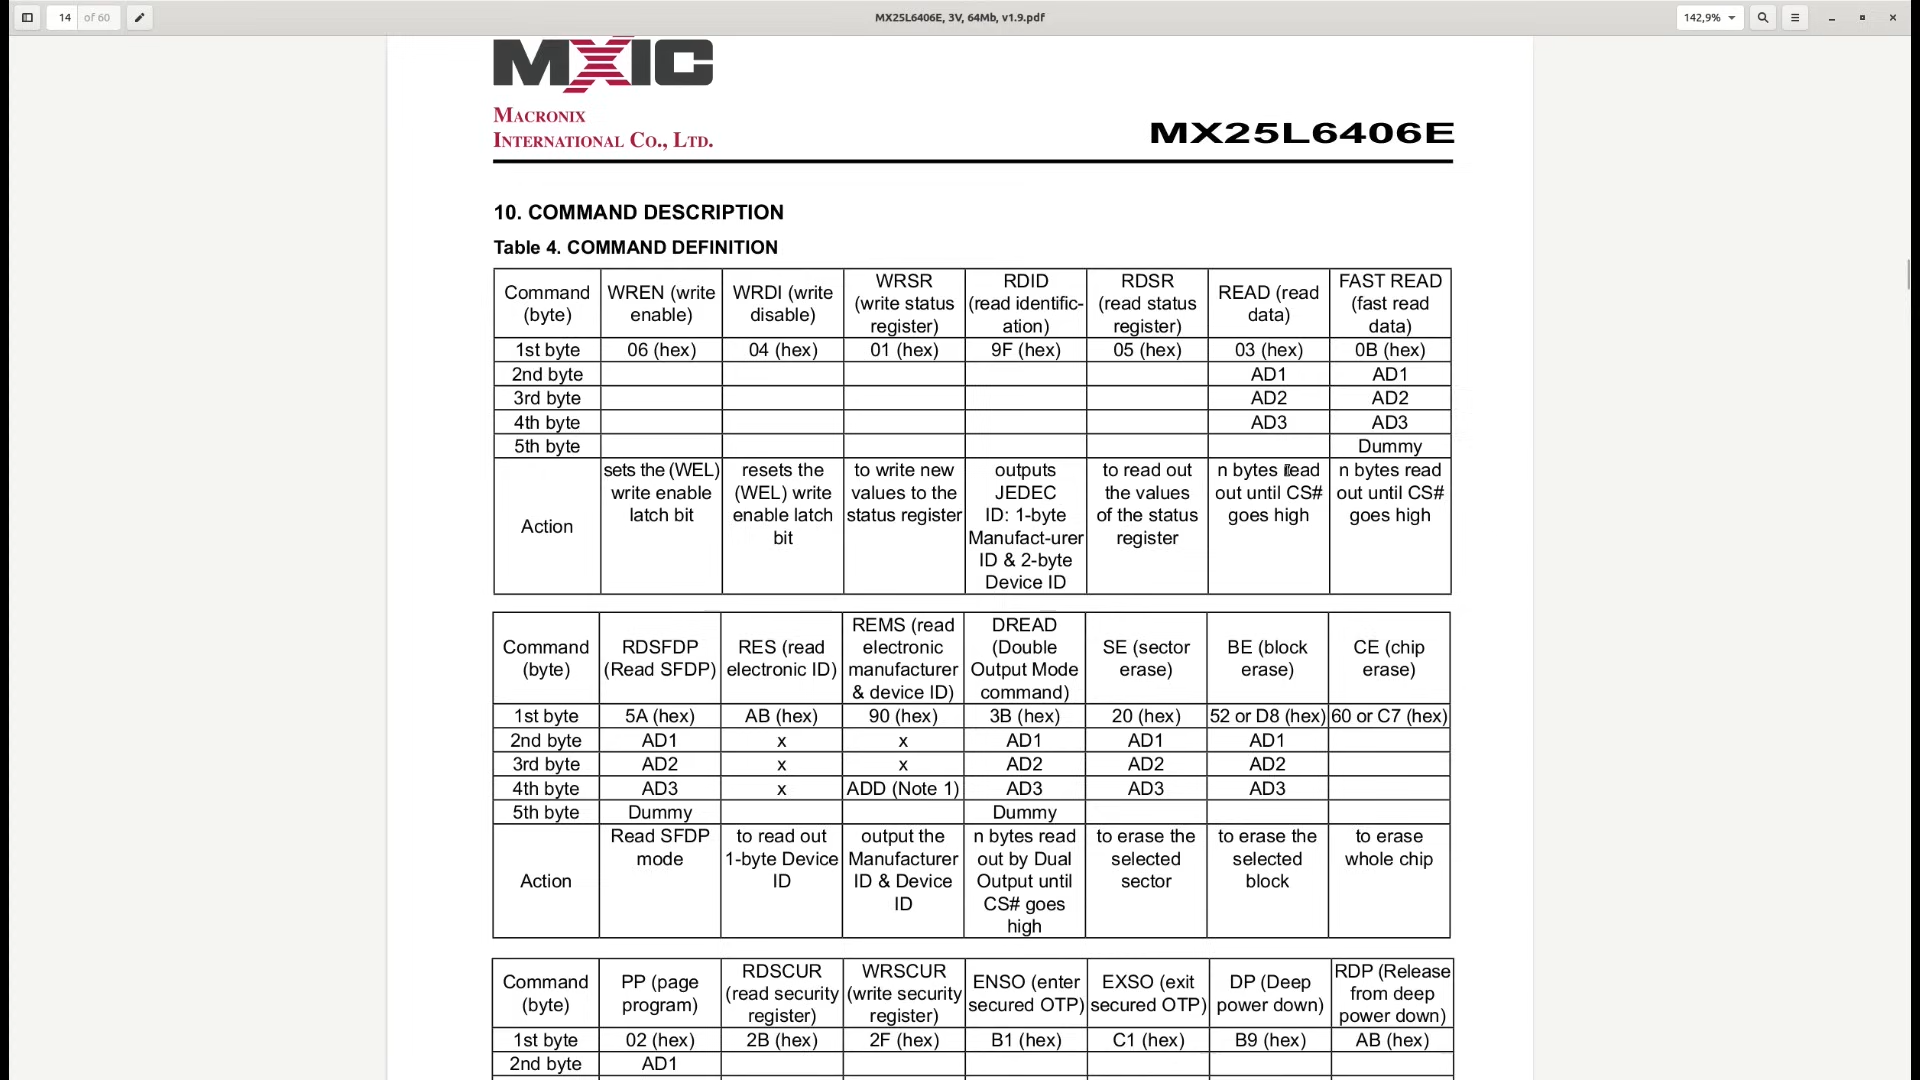 14 of 60
MX25L6406E, 3V, 64Mb, v1.9.pdf
142,9%
MXIC
MACRONIX
INTERNATIONAL CO., LTD.
MX25L6406E
10. COMMAND DESCRIPTION
Table 4. COMMAND DEFINITION
Command (byte) WREN (write enable) WRDI (write disable) WRSR (write status register) RDID (read identific-ation) RDSR (read status register) READ (read data) FAST READ (fast read data)
1st byte 06 (hex) 04 (hex) 01 (hex) 9F (hex) 05 (hex) 03 (hex) 0B (hex)
2nd byte AD1 AD1
3rd byte AD2 AD2
4th byte AD3 AD3
5th byte Dummy
Action sets the (WEL) write enable latch bit resets the (WEL) write enable latch bit to write new values to the status register outputs JEDEC ID: 1-byte Manufact-urer ID & 2-byte Device ID to read out the values of the status register n bytes read out until CS# goes high n bytes read out until CS# goes high
Command (byte) RDSFDP (Read SFDP) RES (read electronic ID) REMS (read electronic manufacturer & device ID) DREAD (Double Output Mode command) SE (sector erase) BE (block erase) CE (chip erase)
1st byte 5A (hex) AB (hex) 90 (hex) 3B (hex) 20 (hex) 52 or D8 (hex) 60 or C7 (hex)
2nd byte AD1 x x AD1 AD1 AD1
3rd byte AD2 x x AD2 AD2 AD2
4th byte AD3 x ADD (Note 1) AD3 AD3 AD3
5th byte Dummy Dummy
Action Read SFDP mode to read out 1-byte Device ID output the Manufacturer ID & Device ID n bytes read out by Dual Output until CS# goes high to erase the selected sector to erase the selected block to erase whole chip
Command (byte) PP (page program) RDSCUR (read security register) WRSCUR (write security register) ENSO (enter secured OTP) EXSO (exit secured OTP) DP (Deep power down) RDP (Release from deep power down)
1st byte 02 (hex) 2B (hex) 2F (hex) B1 (hex) C1 (hex) B9 (hex) AB (hex)
2nd byte AD1